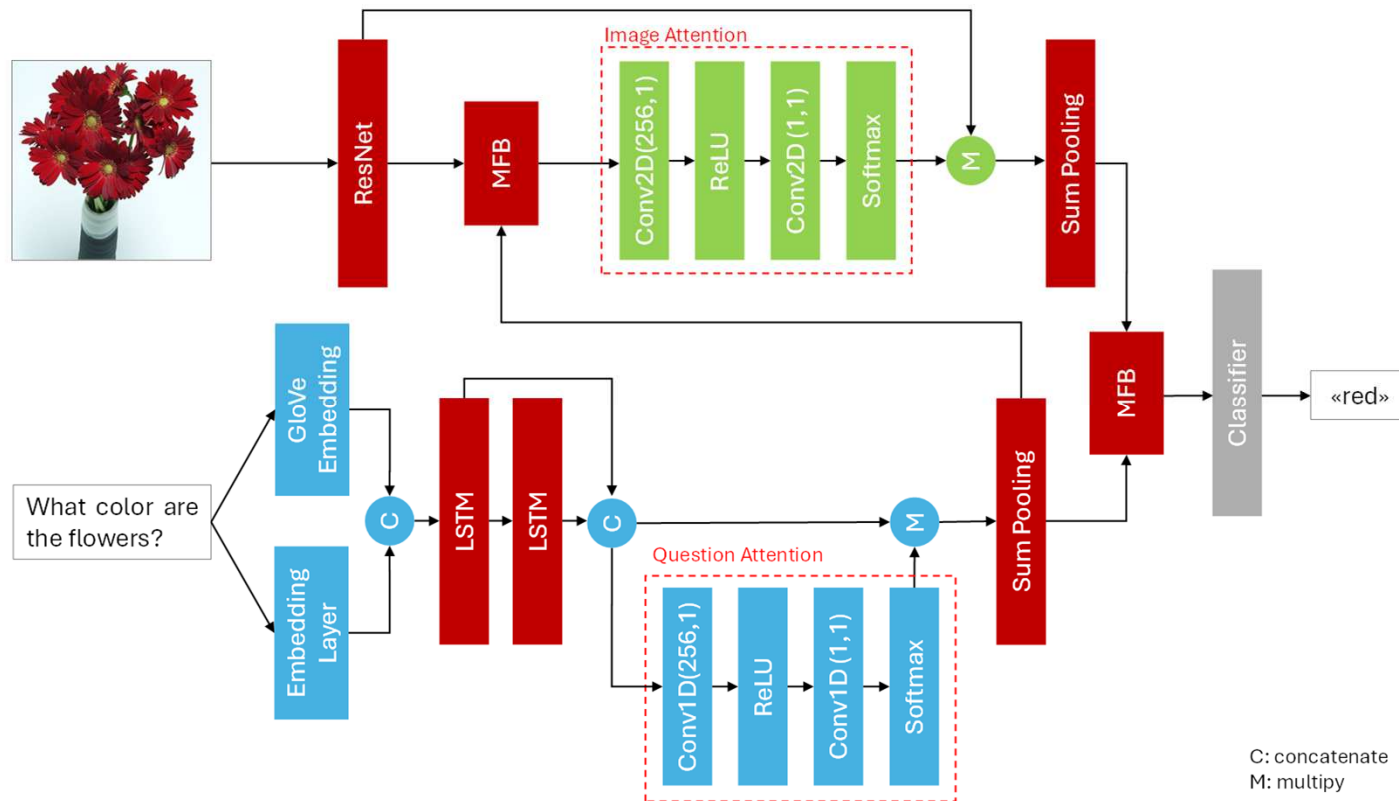 Image Attention
ResNet
MFB
Conv2D(256,1)
ReLU
Conv2D (1,1)
Softmax
M
Sum Pooling
GloVe
Embedding
What color are
the flowers?
Embedding
Layer
C
LSTM
LSTM
C
Question Attention
Conv1D(256,1)
ReLU
Conv1D (1,1)
Softmax
M
Sum Pooling
MFB
Classifier
«red»
C: concatenate
M: multipy